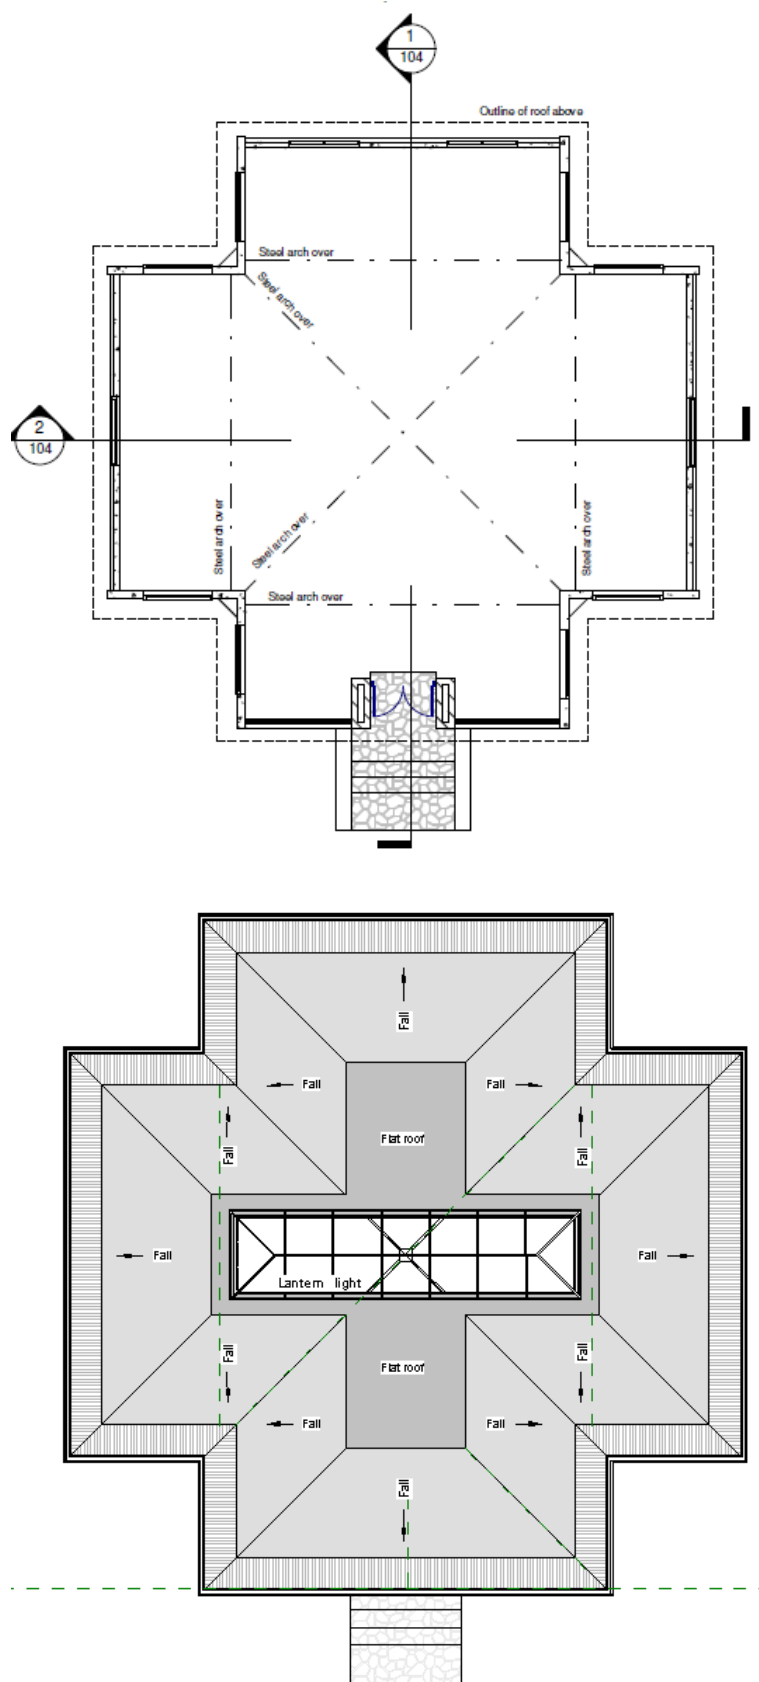 1
104
Outline of roof above
Steel arch over
Steel arch over
2
104
Steel arch over
Steel arch over
Steel arch over
Steel arch over
Fall
Fall
Fall
Flat roof
Fall
Fall
Fall
Fall
Lantern light
Fall
Fall
Flat roof
Fall
Fall
Fall